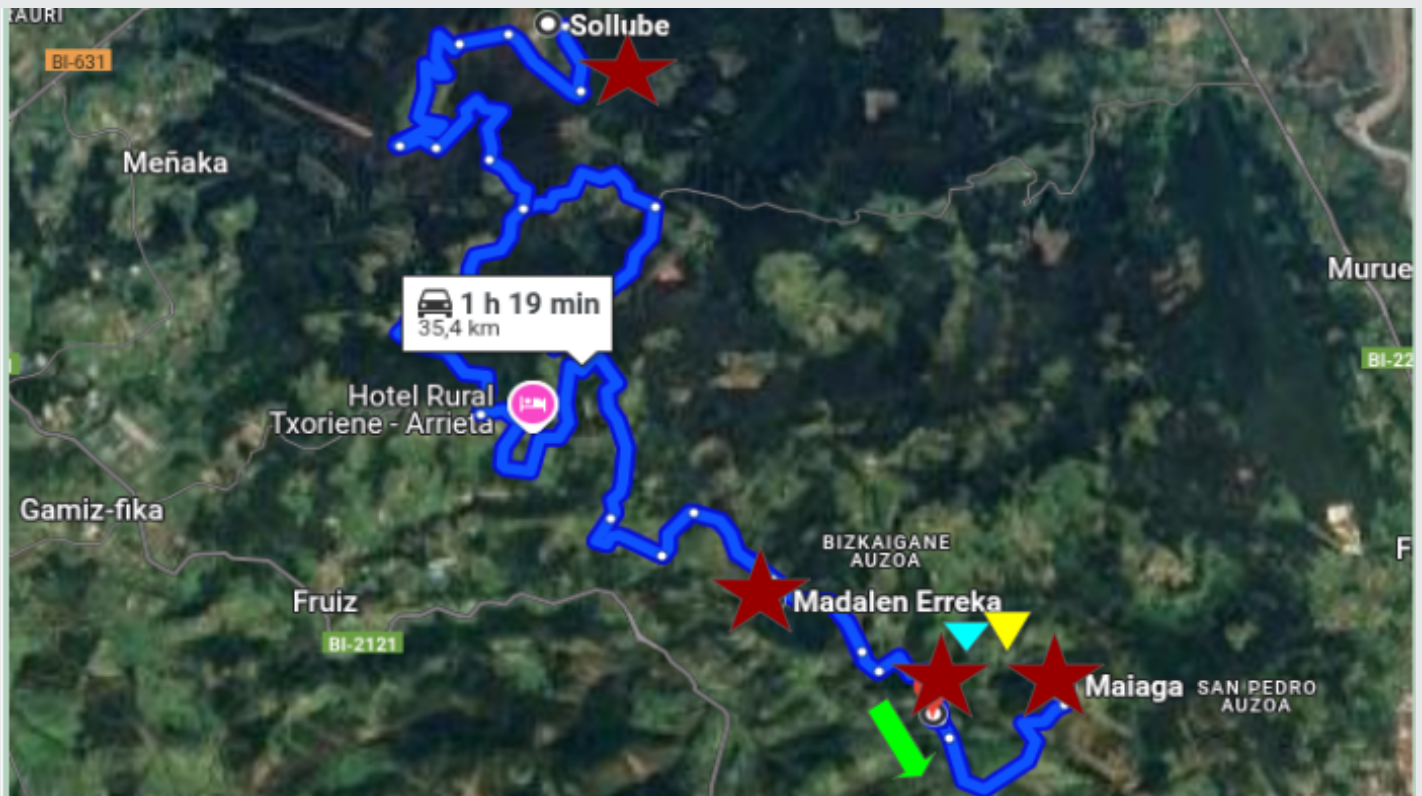 AURI
Sollube
BI-631
Meñaka
Murue
1 h 19 min
35,4 km
BI-22
Hotel Rural
Txoriene - Arrieta
Gamiz-fika
BIZKAIGANE
AUZOA
F
Fruiz
Madalen Erreka
BI-2121
Maiaga
SAN PEDRO
AUZOA